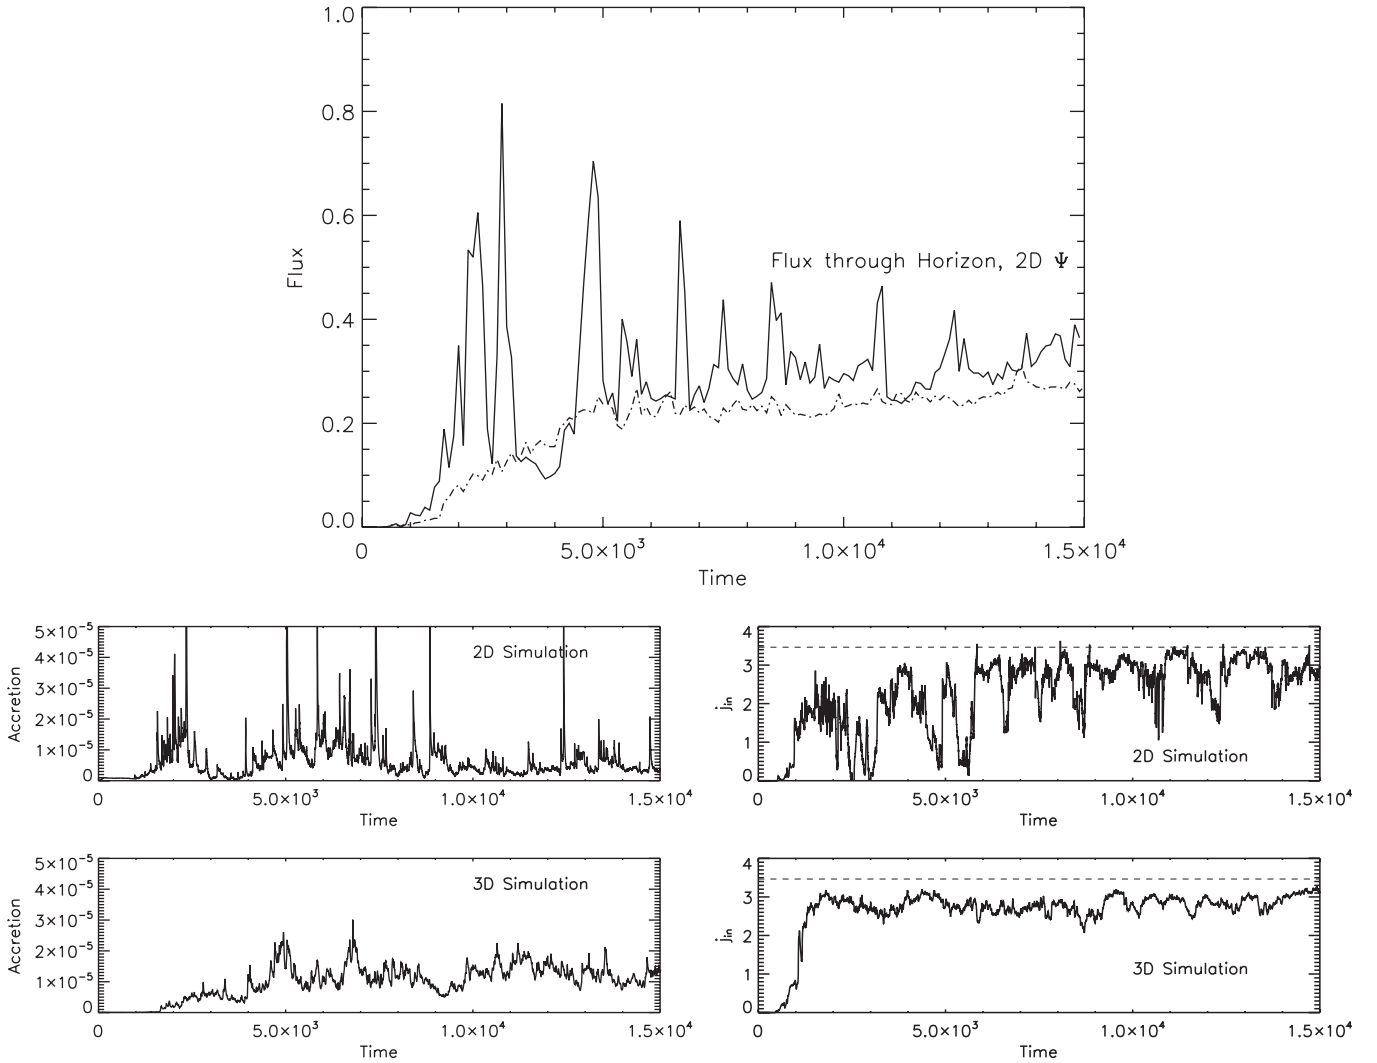 1.0
0.8
0.6
0.4
0.2
0.0
Flux
Flux through Horizon, 2D Ψ
0 5.0×10³ 1.0×10⁴ 1.5×10⁴
Time
5×10⁻⁵
4×10⁻⁵
3×10⁻⁵
2×10⁻⁵
1×10⁻⁵
0
Accretion
2D Simulation
0 5.0×10³ 1.0×10⁴ 1.5×10⁴
Time
4
3
2
1
0
j_in
2D Simulation
0 5.0×10³ 1.0×10⁴ 1.5×10⁴
Time
5×10⁻⁵
4×10⁻⁵
3×10⁻⁵
2×10⁻⁵
1×10⁻⁵
0
Accretion
3D Simulation
0 5.0×10³ 1.0×10⁴ 1.5×10⁴
Time
4
3
2
1
0
j_in
3D Simulation
0 5.0×10³ 1.0×10⁴ 1.5×10⁴
Time